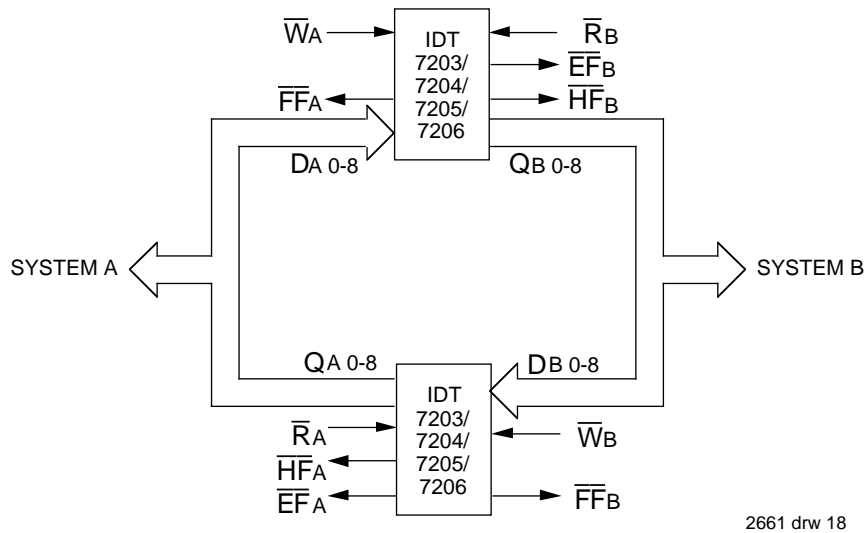 W̅A
IDT
7203/
7204/
7205/
7206
R̅B
E̅F̅B
F̅F̅A
H̅F̅B
DA 0-8
QB 0-8
SYSTEM A
SYSTEM B
QA 0-8
DB 0-8
IDT
7203/
7204/
7205/
7206
R̅A
W̅B
H̅F̅A
E̅F̅A
F̅F̅B
2661 drw 18